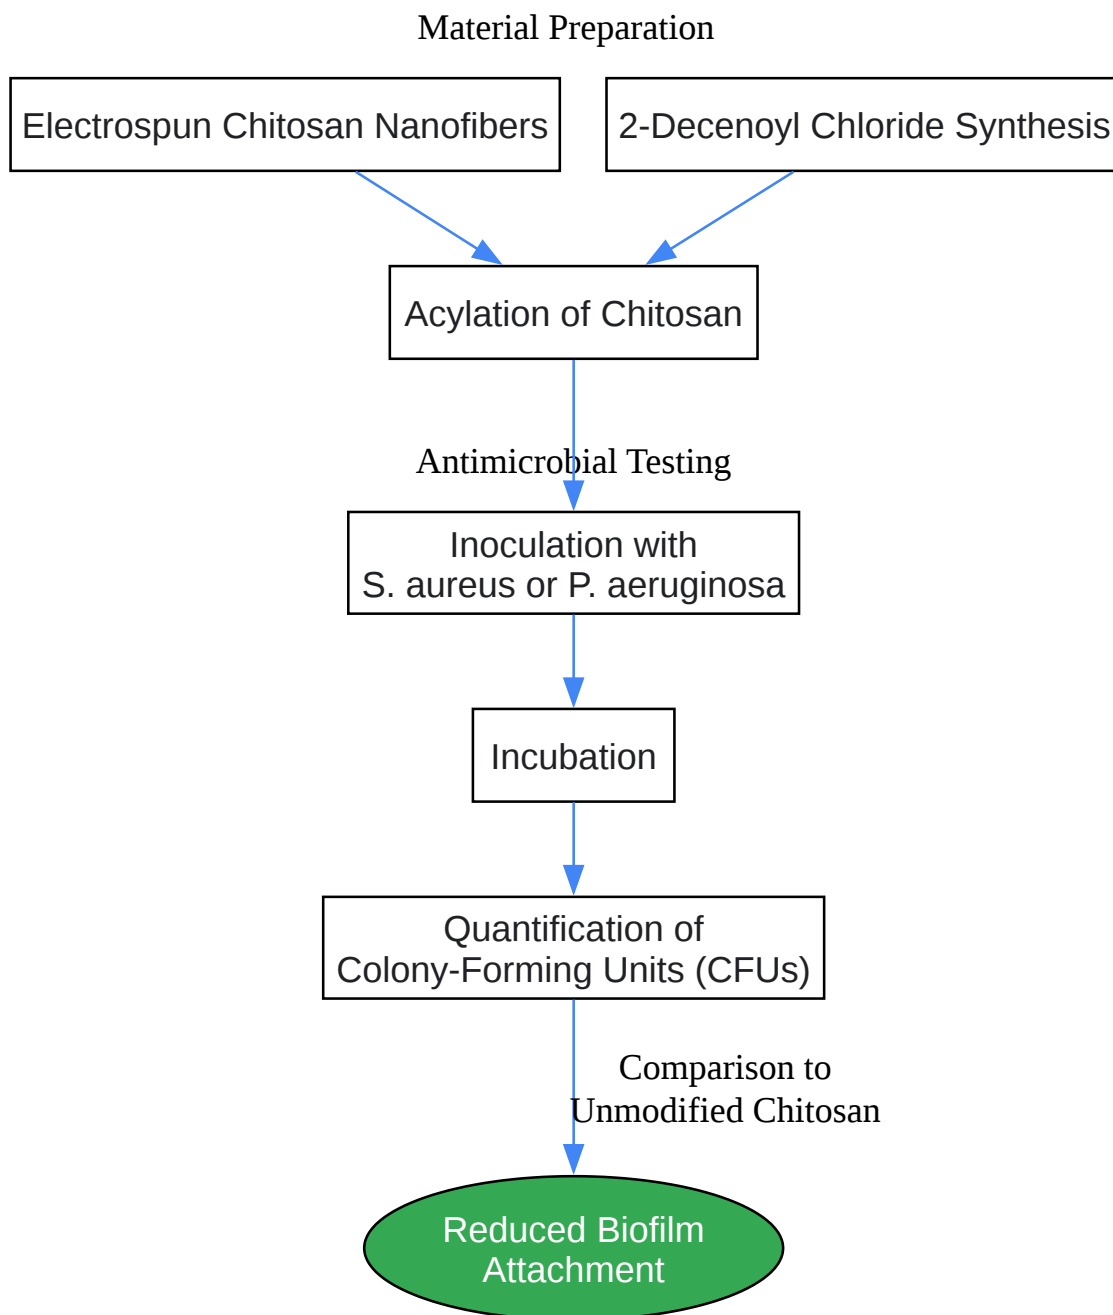 Material Preparation
Electrospun Chitosan Nanofibers
2-Decenoyl Chloride Synthesis
Acylation of Chitosan
Antimicrobial Testing
Inoculation with
S. aureus or P. aeruginosa
Incubation
Quantification of
Colony-Forming Units (CFUs)
Comparison to
Unmodified Chitosan
Reduced Biofilm
Attachment